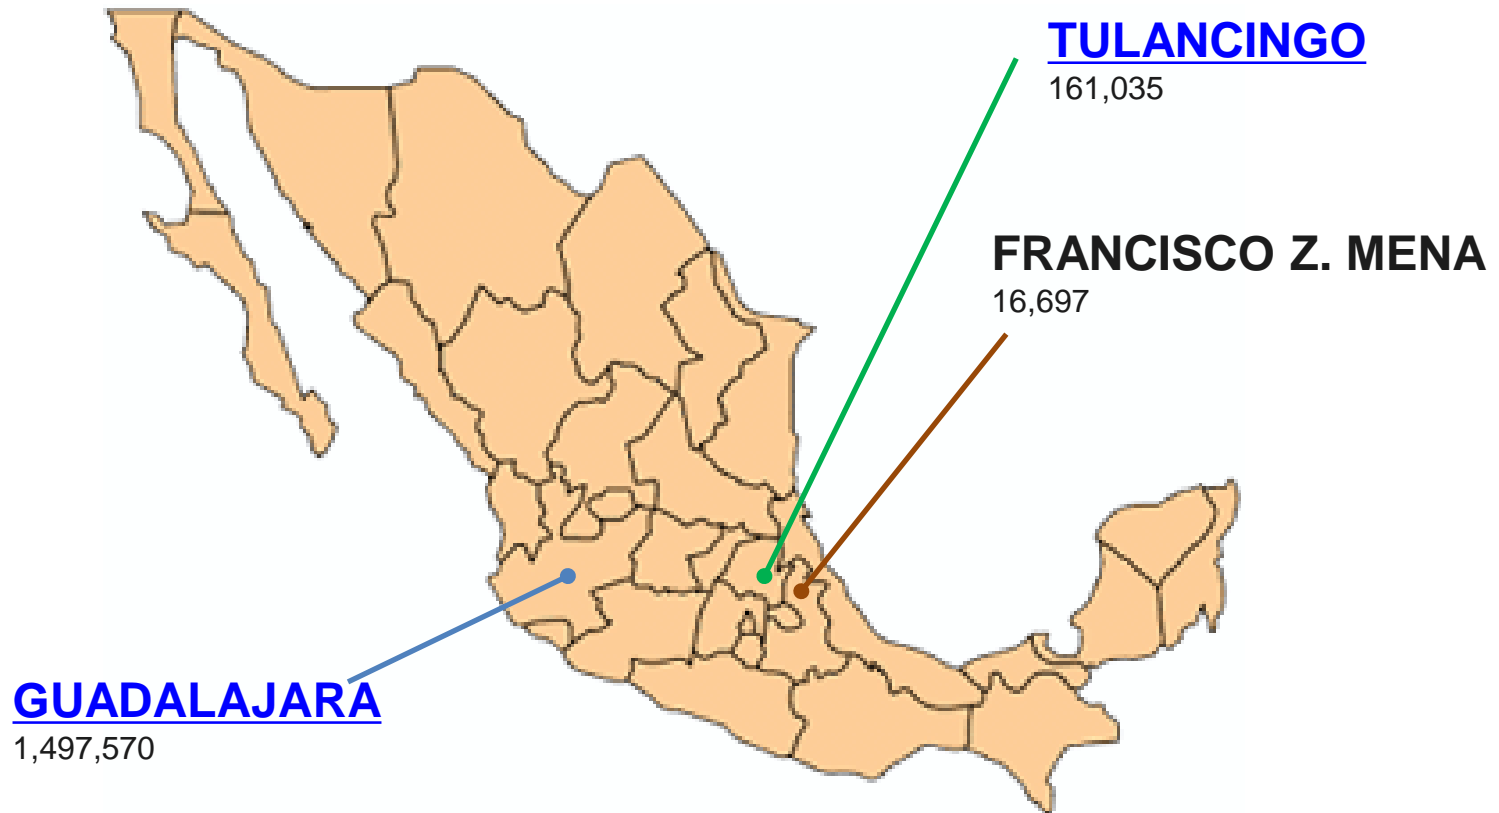 TULANCINGO
161,035
FRANCISCO Z. MENA
16,697
GUADALAJARA
1,497,570